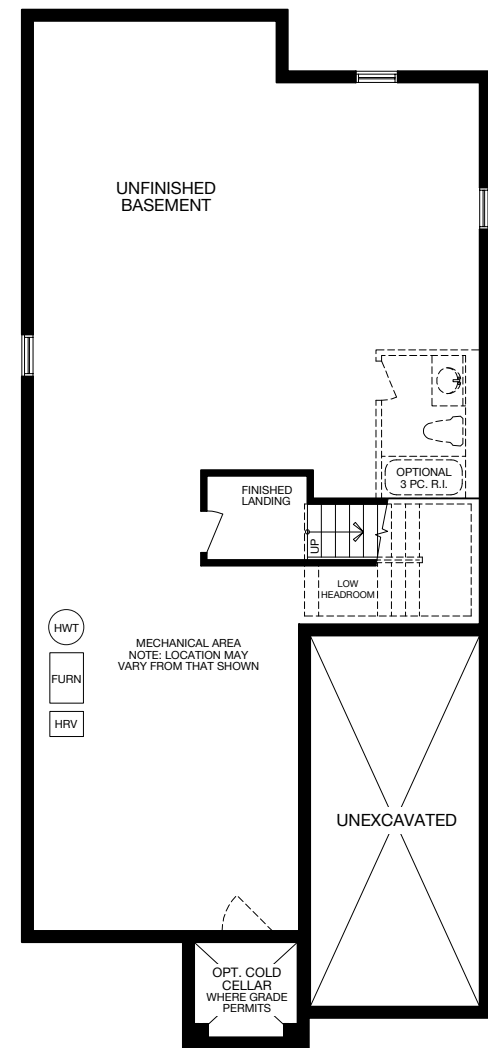 UNFINISHED
BASEMENT
OPTIONAL
3 PC. R.I.
FINISHED
LANDING
UP
LOW
HEADROOM
HWT
MECHANICAL AREA
NOTE: LOCATION MAY
VARY FROM THAT SHOWN
FURN
HRV
UNEXCAVATED
OPT. COLD
CELLAR
WHERE GRADE
PERMITS